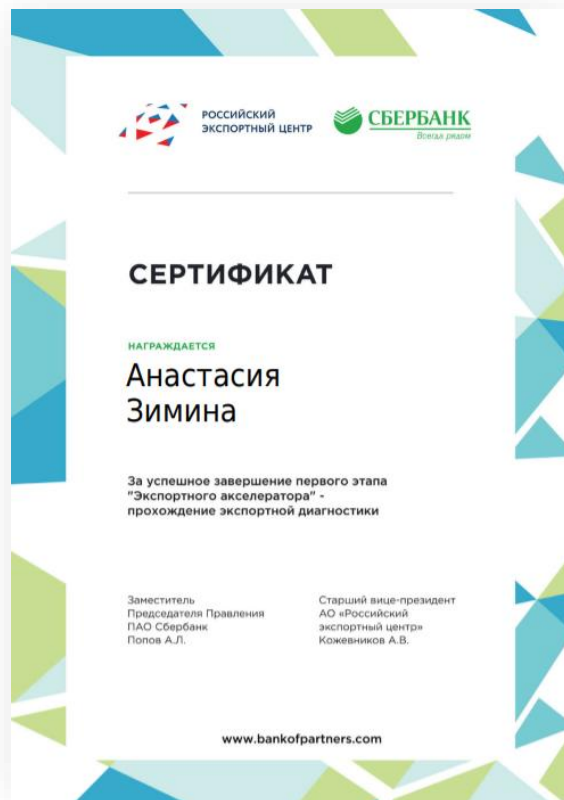 РОССИЙСКИЙ
ЭКСПОРТНЫЙ ЦЕНТР
СБЕРБАНК
Всегда рядом
СЕРТИФИКАТ
НАГРАЖДАЕТСЯ
Анастасия
Зимина
За успешное завершение первого этапа
"Экспортного акселератора" -
прохождение экспортной диагностики
Заместитель
Председателя Правления
ПАО Сбербанк
Попов А.Л.
Старший вице-президент
АО «Российский
экспортный центр»
Кожевников А.В.
www.bankofpartners.com